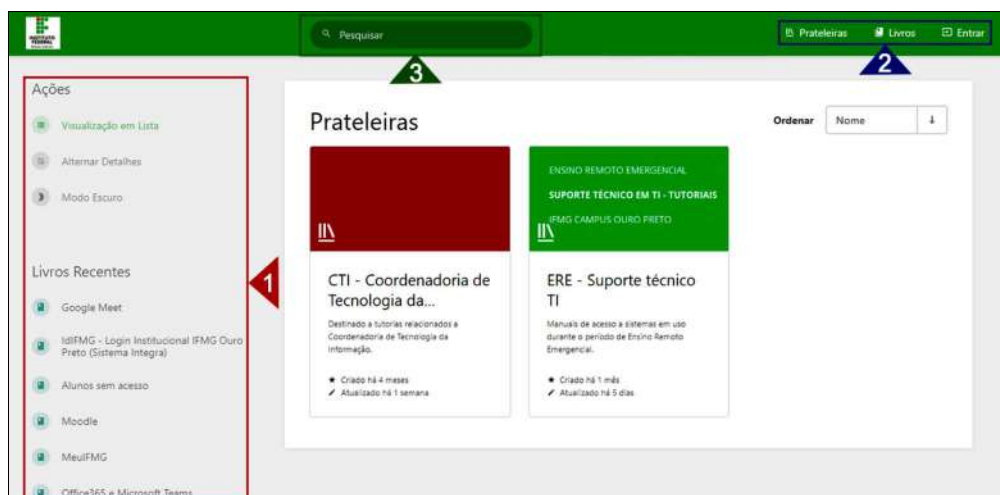 INSTITUTO
FEDERAL
Pesquisar
Prateleiras
Livros
Entrar
3
2
Ações
Visualização em Lista
Alternar Detalhes
Modo Escuro
Livros Recentes
Google Meet
IdIFMG - Login Institucional IFMG Ouro
Preto (Sistema Integra)
Alunos sem acesso
Moodle
MeuIFMG
Office365 e Microsoft Teams
1
Prateleiras
Ordenar
Nome
ENSINO REMOTO EMERGENCIAL
SUPORTE TÉCNICO EM TI - TUTORIAIS
IFMG CAMPUS OURO PRETO
CTI - Coordenadoria de
Tecnologia da...
Destinado a tutorias relacionados a
Coordenadoria de Tecnologia da
Informação.
★ Criado há 4 meses
Atualizado há 1 semana
ERE - Suporte técnico
TI
Manuais de acesso a sistemas em uso
durante o período de Ensino Remoto
Emergencial.
★ Criado há 1 mês
Atualizado há 5 dias